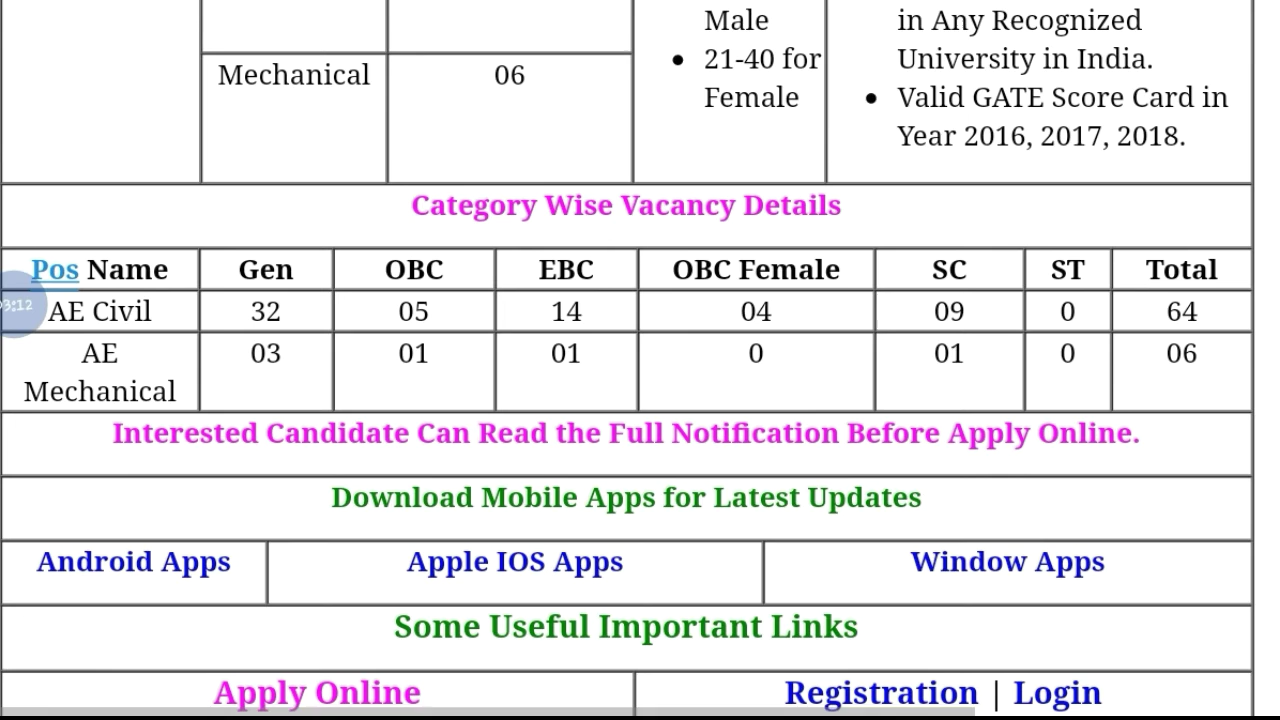 Male
in Any Recognized
University in India.
Mechanical 06
21-40 for
Female
Valid GATE Score Card in
Year 2016, 2017, 2018.
Category Wise Vacancy Details
Pos Name Gen OBC EBC OBC Female SC ST Total
AE Civil 32 05 14 04 09 0 64
AE 03 01 01 0 01 0 06
Mechanical
Interested Candidate Can Read the Full Notification Before Apply Online.
Download Mobile Apps for Latest Updates
Android Apps Apple IOS Apps Window Apps
Some Useful Important Links
Apply Online Registration | Login